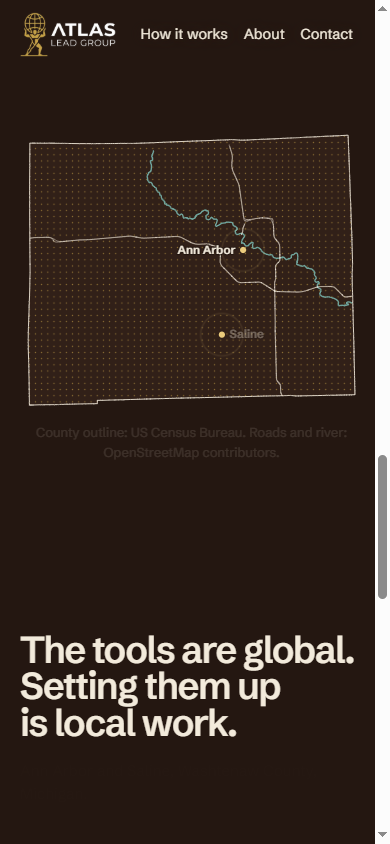 ATLAS
LEAD GROUP
How it works
About
Contact
Ann Arbor
Saline
County outline: US Census Bureau. Roads and river:
OpenStreetMap contributors.
The tools are global.
Setting them up
is local work.